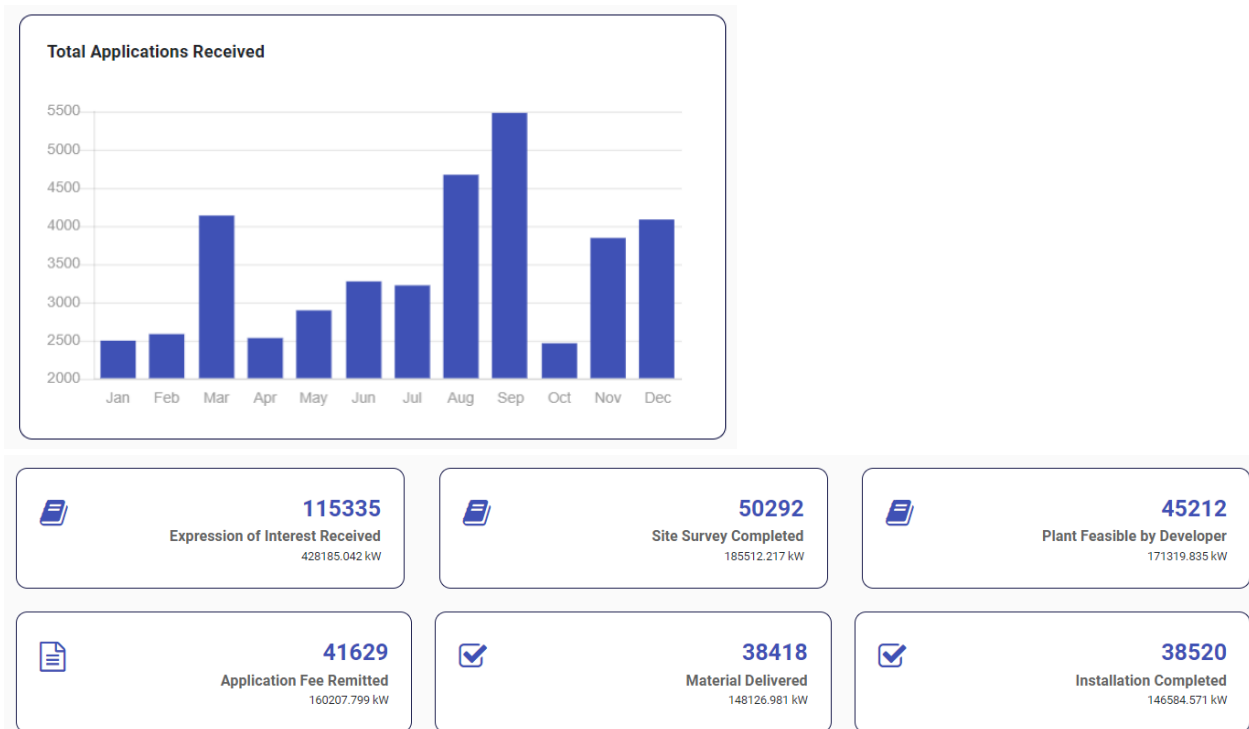 Total Applications Received
5500
5000
4500
4000
3500
3000
2500
2000
Jan Feb Mar Apr May Jun Jul Aug Sep Oct Nov Dec
115335
Expression of Interest Received
428185.042 kW
50292
Site Survey Completed
185512.217 kW
45212
Plant Feasible by Developer
171319.835 kW
41629
Application Fee Remitted
160207.799 kW
38418
Material Delivered
148126.981 kW
38520
Installation Completed
146584.571 kW